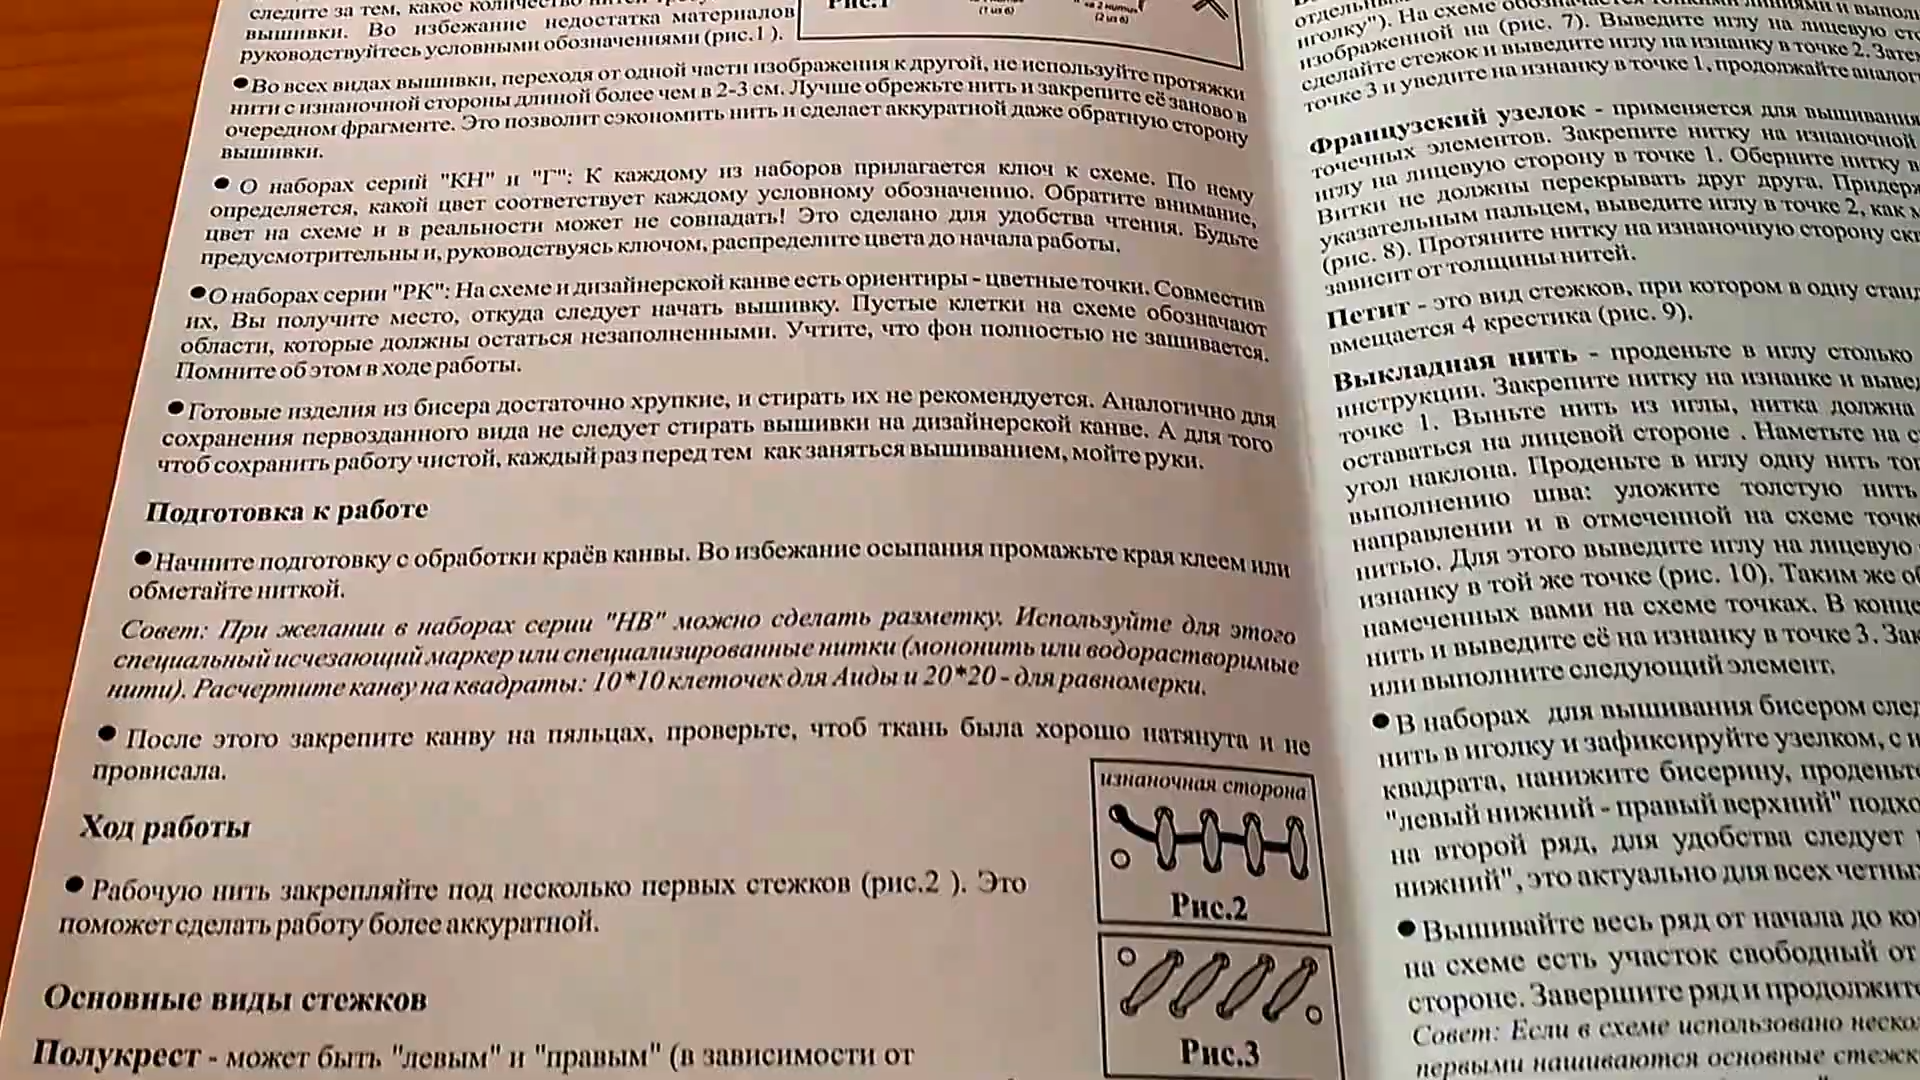 следите за тем, какое количество нитей
вышивки. Во избежание недостатка материалов
руководствуйтесь условными обозначениями (рис.1 ).
Рис.1
(1 из 6)
(2 из 6)
●Во всех видах вышивки, переходя от одной части изображения к другой, не используйте протяжки
нити с изнаночной стороны длиной более чем в 2-3 см. Лучше обрежьте нить и закрепите её заново в
очередном фрагменте. Это позволит сэкономить нить и сделает аккуратной даже обратную сторону
вышивки.
● О наборах серий "КН" и "Г": К каждому из наборов прилагается ключ к схеме. По нему
определяется, какой цвет соответствует каждому условному обозначению. Обратите внимание,
цвет на схеме и в реальности может не совпадать! Это сделано для удобства чтения. Будьте
предусмотрительны и, руководствуясь ключом, распределите цвета до начала работы.
●О наборах серии "РК": На схеме и дизайнерской канве есть ориентиры - цветные точки. Совместив
их, Вы получите место, откуда следует начать вышивку. Пустые клетки на схеме обозначают
области, которые должны остаться незаполненными. Учтите, что фон полностью не зашивается.
Помните об этом в ходе работы.
●Готовые изделия из бисера достаточно хрупкие, и стирать их не рекомендуется. Аналогично для
сохранения первозданного вида не следует стирать вышивки на дизайнерской канве. А для того
чтоб сохранить работу чистой, каждый раз перед тем как заняться вышиванием, мойте руки.
Подготовка к работе
●Начните подготовку с обработки краёв канвы. Во избежание осыпания промажьте края клеем или
обметайте ниткой.
Совет: При желании в наборах серии "НВ" можно сделать разметку. Используйте для этого
специальный исчезающий маркер или специализированные нитки (мононить или водорастворимые
нити). Расчертите канву на квадраты: 10*10 клеточек для Аиды и 20*20 - для равномерки.
● После этого закрепите канву на пяльцах, проверьте, чтоб ткань была хорошо натянута и не
провисала.
Ход работы
● Рабочую нить закрепляйте под несколько первых стежков (рис.2 ). Это
поможет сделать работу более аккуратной.
изнаночная сторона
Рис.2
Рис.3
Основные виды стежков
Полукрест - может быть "левым" и "правым" (в зависимости от
иголку"). На схеме обозначается тонкими линиями и
изображенной на (рис. 7). Выведите иглу на лицевую
сделайте стежок и выведите иглу на изнанку в точке 2.
точке 3 и уведите на изнанку в точке 1, продолжайте
Французский узелок - применяется для вышивания
точечных элементов. Закрепите нитку на изнаночной
иглу на лицевую сторону в точке 1. Оберните нитку
Витки не должны перекрывать друг друга.
указательным пальцем, выведите иглу в точке 2, как
(рис. 8). Протяните нитку на изнаночную сторону
зависит от толщины нитей.
Петит - это вид стежков, при котором в одну
вмещается 4 крестика (рис. 9).
Выкладная нить - проденьте в иглу столько
инструкции. Закрепите нитку на изнанке и
точке 1. Выньте нить из иглы, нитка должна
оставаться на лицевой стороне . Наметьте на
угол наклона. Проденьте в иглу одну нить
выполнению шва: уложите толстую нить
направлении и в отмеченной на схеме
нитью. Для этого выведите иглу на лицевую
изнанку в той же точке (рис. 10). Таким же
намеченных вами на схеме точках. В
нить и выведите её на изнанку в точке 3.
или выполните следующий элемент.
● В наборах для вышивания бисером
нить в иголку и зафиксируйте узелком, с
квадрата, нанижите бисерину,
"левый нижний - правый верхний"
на второй ряд, для удобства следует
нижний", это актуально для всех
● Вышивайте весь ряд от начала до
на схеме есть участок свободный от
стороне. Завершите ряд и
Совет: Если в схеме использовано
первыми нашиваются основные